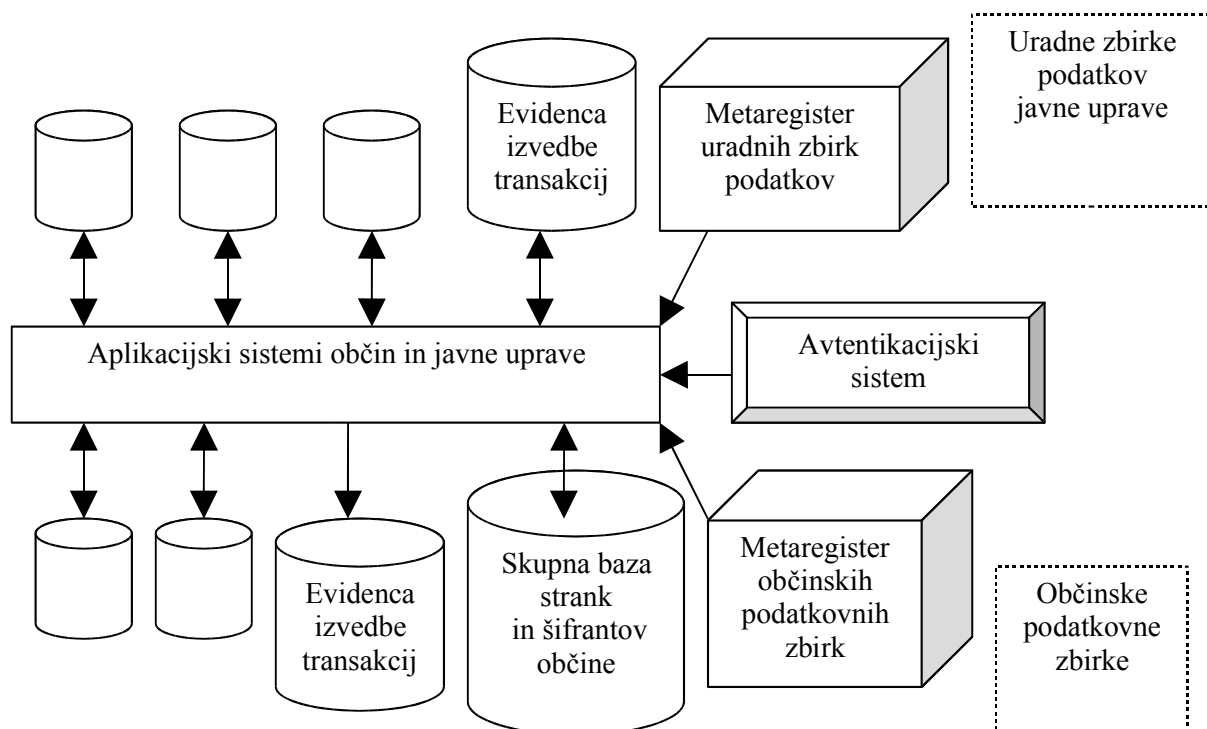 Uradne zbirke
podatkov
javne uprave
Evidenca
izvedbe
transakcij
Metaregister
uradnih zbirk
podatkov
Aplikacijski sistemi občin in javne uprave
Avtentikacijski
sistem
Evidenca
izvedbe
transakcij
Skupna baza
strank
in šifrantov
občine
Metaregister
občinskih
podatkovnih
zbirk
Občinske
podatkovne
zbirke